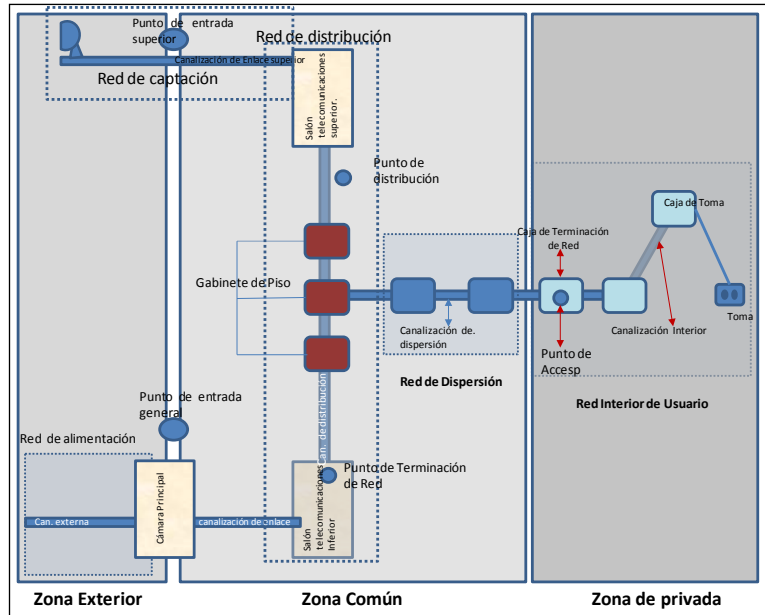 Punto de entrada
superior
Red de distribución
Canalización de Enlace superior
Red de captación
Salón
telecomunicaciones
superior.
Punto de
distribución
Caja de Toma
Caja de Terminación
de Red
Gabinete de Piso
Canalización de.
dispersión
Canalización Interior
Toma
Punto de
Accesp
Red de Dispersión
Red Interior de Usuario
Punto de entrada
general
Can. de distribución
Red de alimentación
Punto de Terminación
de Red
Can. externa
Cámara Principal
canalización de enlace
Salón
telecomunicaciones
Inferior
Zona Exterior
Zona Común
Zona de privada